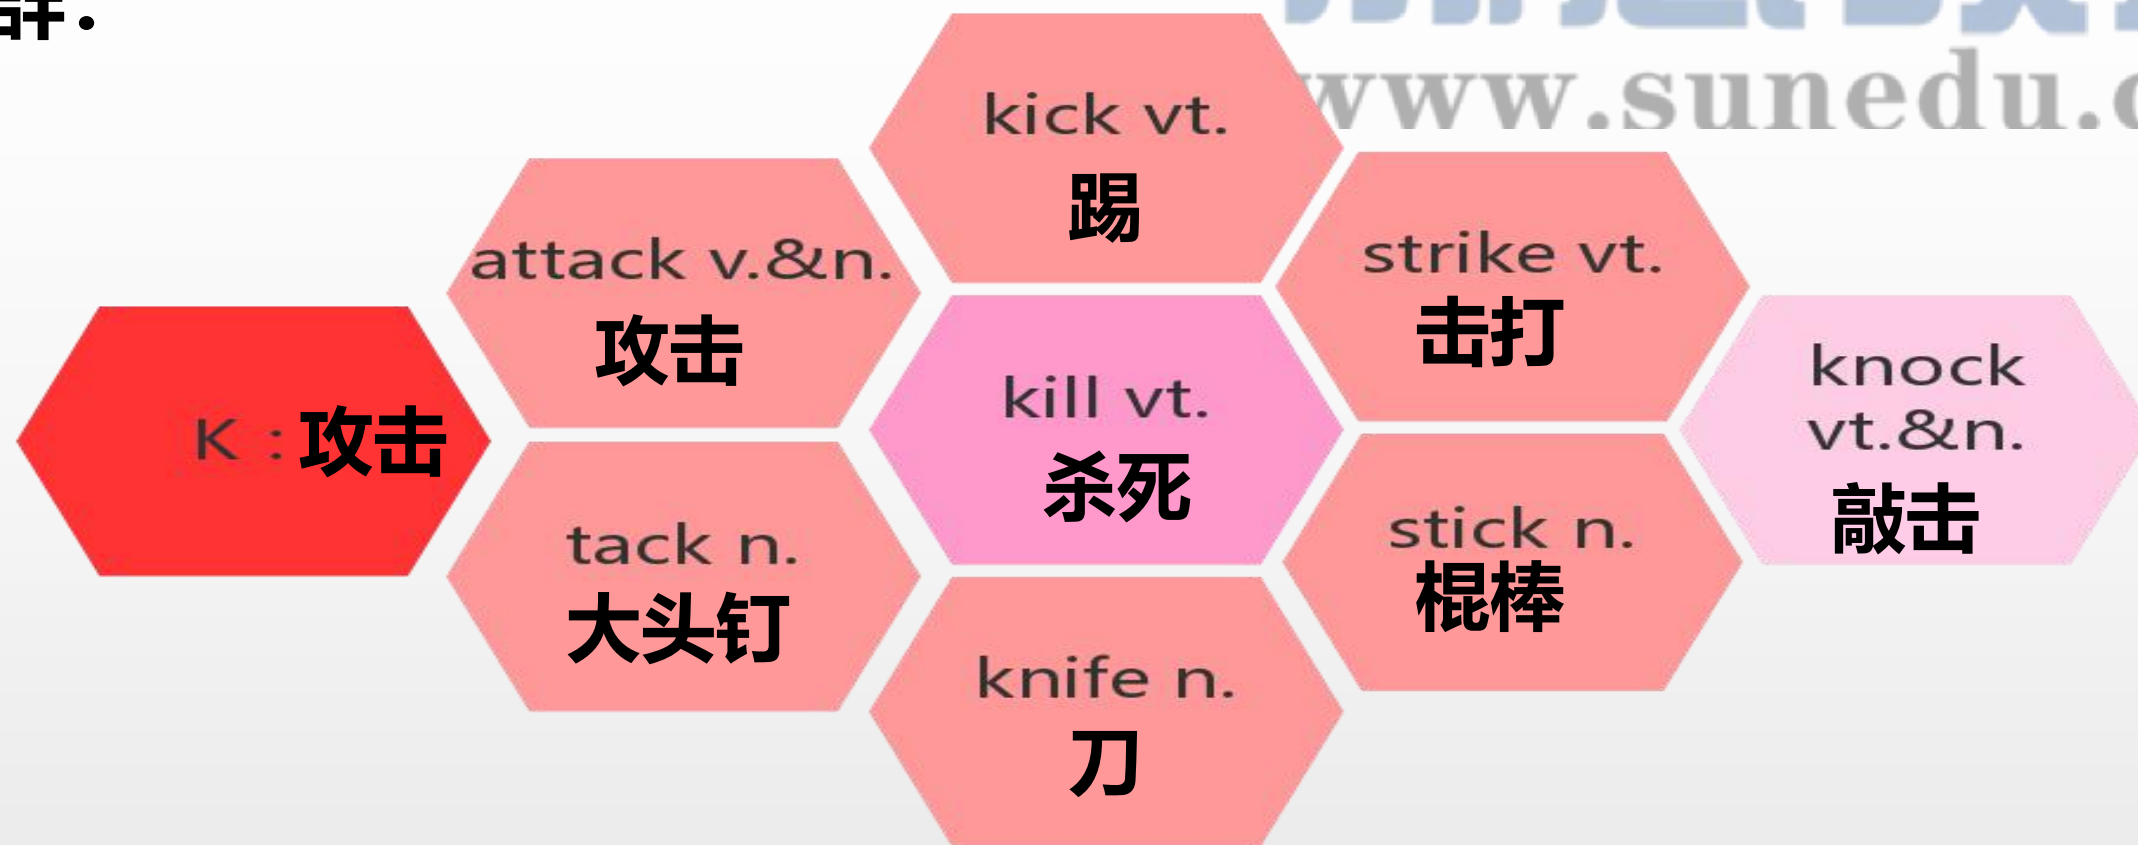 群:
www.sunedu.c
kick vt.
踢
attack v.&n.
攻击
strike vt.
击打
K : 攻击
kill vt.
杀死
knock
vt.&n.
敲击
tack n.
大头钉
stick n.
棍棒
knife n.
刀